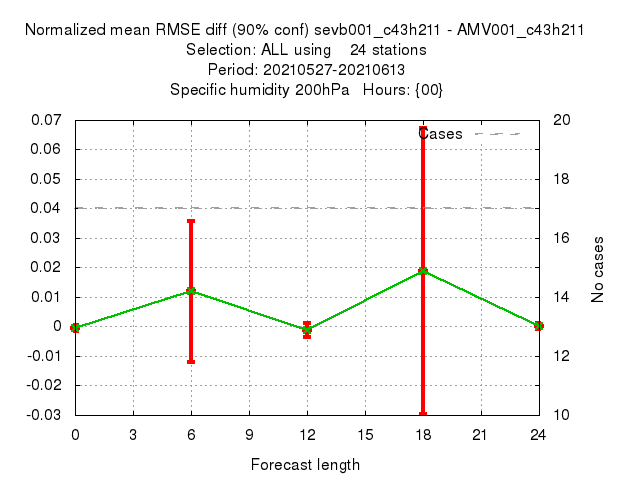 Normalized mean RMSE diff (90% conf) sevb001_c43h211 - AMV001_c43h211
Selection: ALL using 24 stations
Period: 20210527-20210613
Specific humidity 200hPa Hours: {00}
Cases
0.07
0.06
0.05
0.04
0.03
0.02
0.01
0
-0.01
-0.02
-0.03
20
18
16
14
12
10
No cases
0 3 6 9 12 15 18 21 24
Forecast length